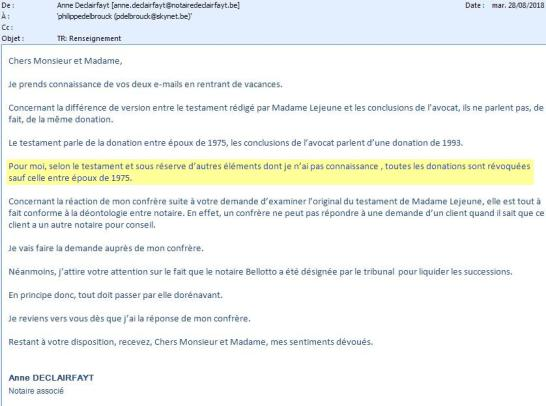 De : Anne Declairfayt [anne.declairfayt@notairedeclairfayt.be] Date : mar. 28/08/2018
À : 'philippedelbrouck (pdelbrouck@skynet.be)'
Cc :
Objet : TR: Renseignement
Chers Monsieur et Madame,
Je prends connaissance de vos deux e-mails en rentrant de vacances.
Concernant la différence de version entre le testament rédigé par Madame Lejeune et les conclusions de l'avocat, ils ne parlent pas, de
fait, de la même donation.
Le testament parle de la donation entre époux de 1975, les conclusions de l'avocat parlent d'une donation de 1993.
Pour moi, selon le testament et sous réserve d'autres éléments dont je n'ai pas connaissance , toutes les donations sont révoquées
sauf celle entre époux de 1975.
Concernant la réaction de mon confrère suite à votre demande d'examiner l'original du testament de Madame Lejeune, elle est tout à
fait conforme à la déontologie entre notaire. En effet, un confrère ne peut pas répondre à une demande d'un client quand il sait que ce
client a un autre notaire pour conseil.
Je vais faire la demande auprès de mon confrère.
Néanmoins, j'attire votre attention sur le fait que le notaire Bellotto a été désignée par le tribunal pour liquider les successions.
En principe donc, tout doit passer par elle dorénavant.
Je reviens vers vous dès que j'ai la réponse de mon confrère.
Restant à votre disposition, recevez, Chers Monsieur et Madame, mes sentiments dévoués.
Anne DECLAIRFAYT
Notaire associé